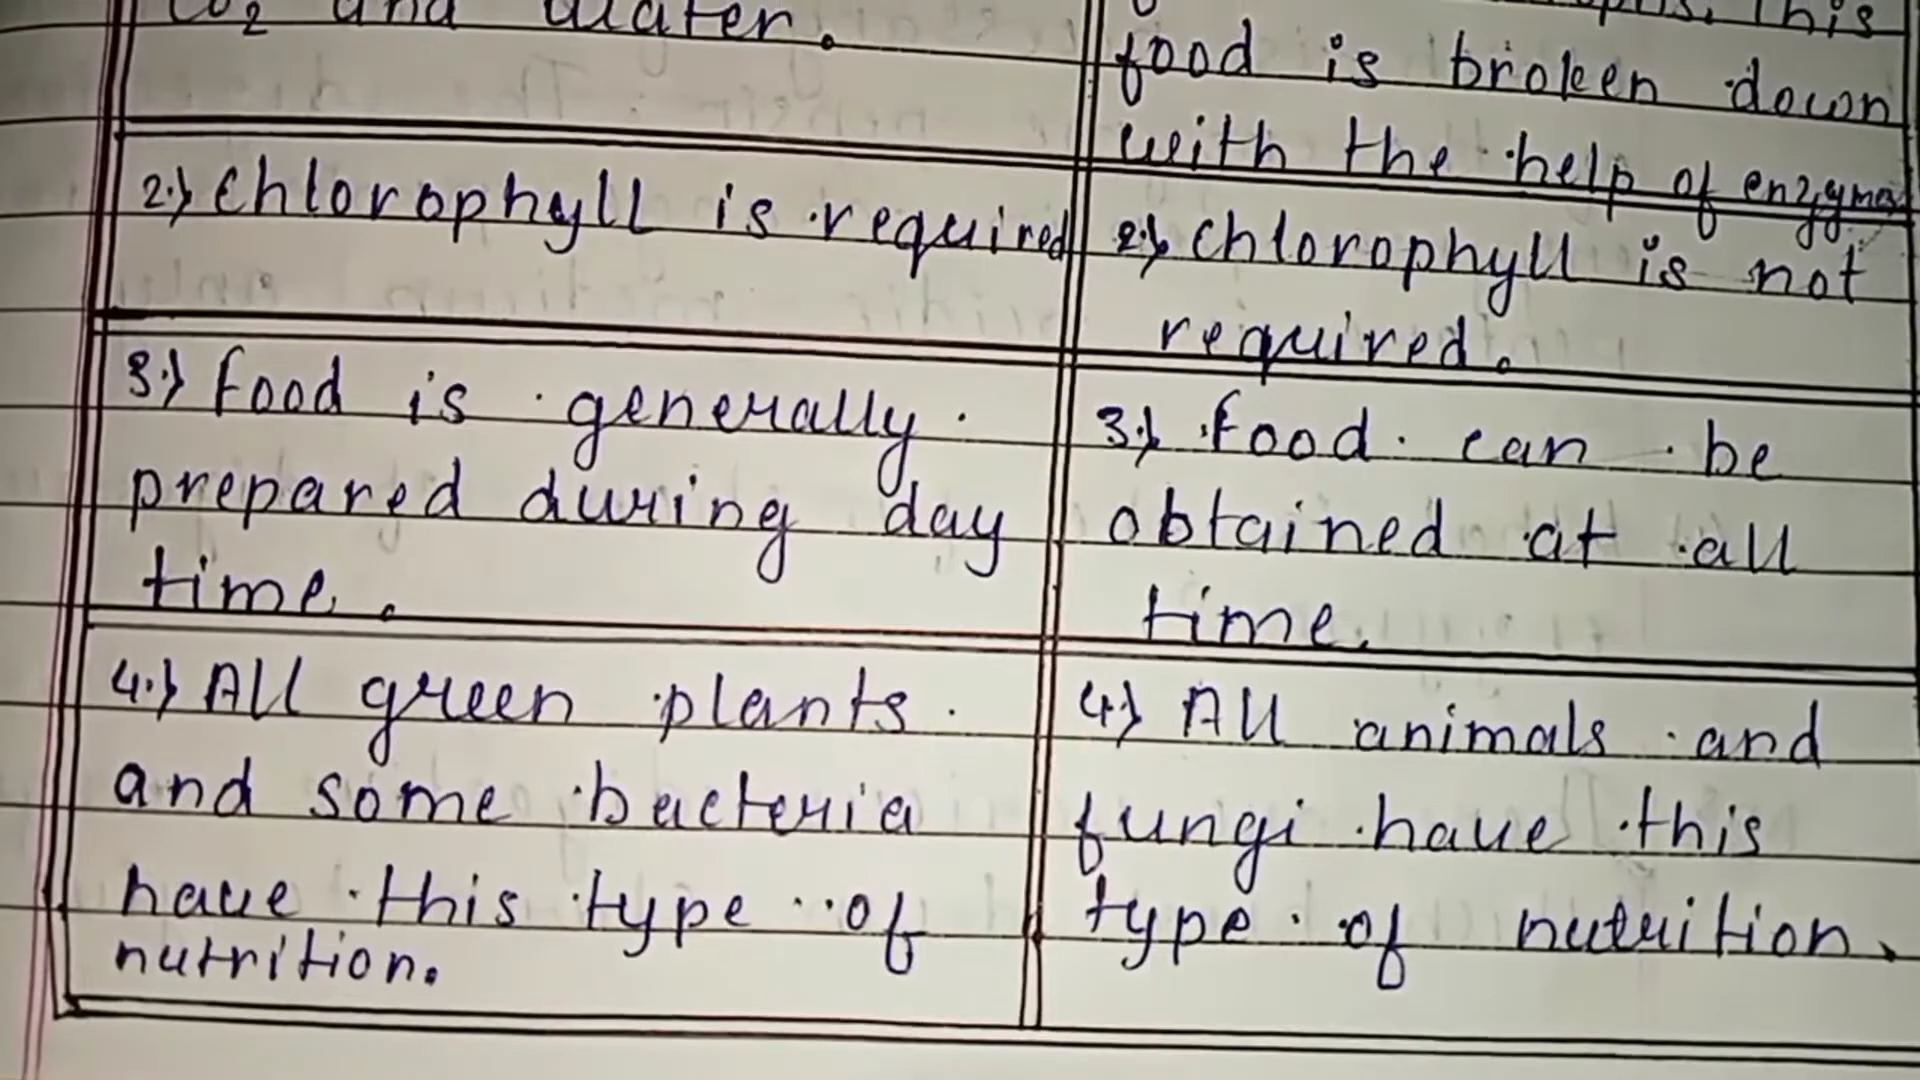 CO2 and water.
2.) Chlorophyll is required
3.) Food is generally
prepared during day
time.
4.) All green plants
and some bacteria
have this type of
nutrition.
This
food is broken down
with the help of enzymes
2.) Chlorophyll is not
required.
3.) Food can be
obtained at all
time.
4.) All animals and
fungi have this
type of nutrition.